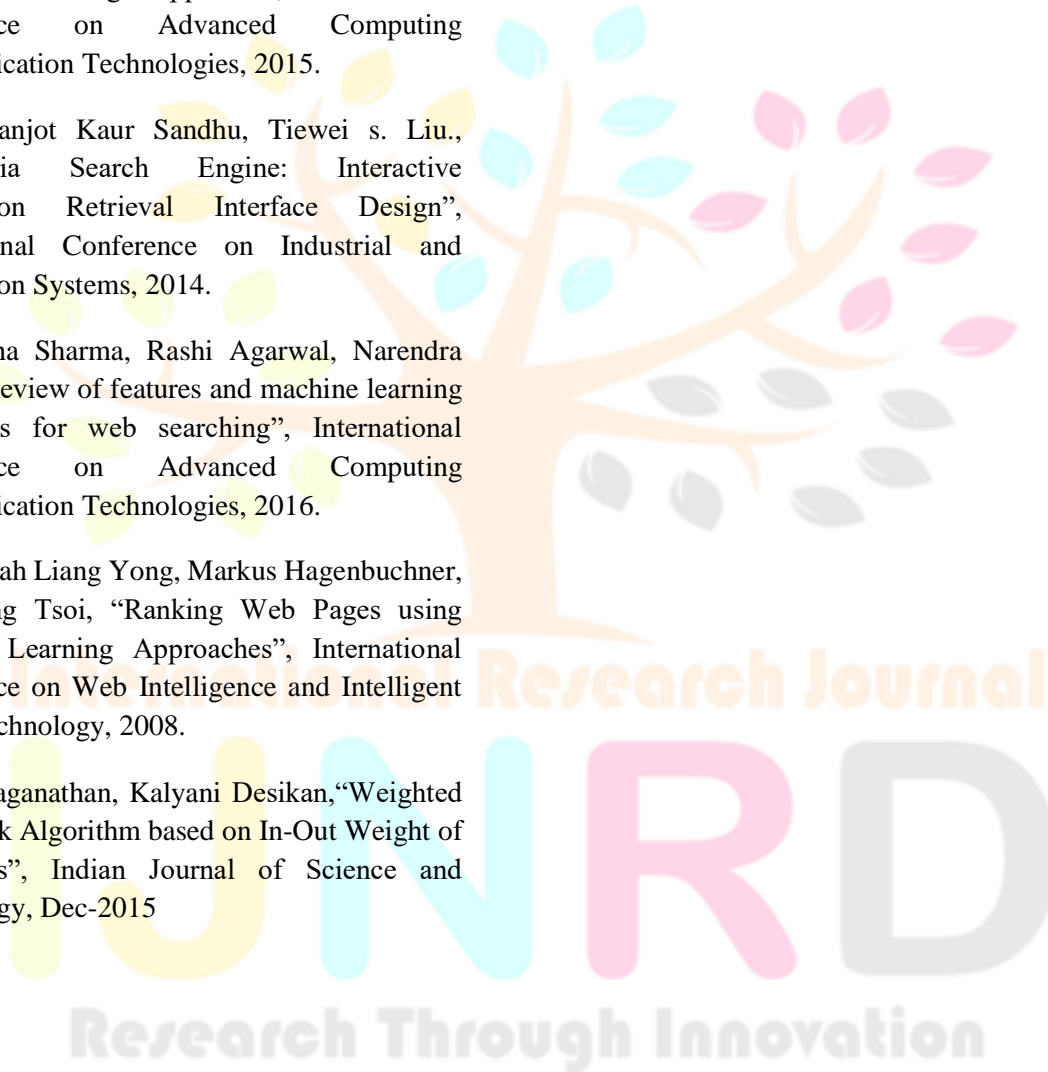 ce on Advanced Computing
ication Technologies, 2015.
anjot Kaur Sandhu, Tiewei s. Liu.,
ia Search Engine: Interactive
on Retrieval Interface Design”,
nal Conference on Industrial and
on Systems, 2014.
na Sharma, Rashi Agarwal, Narendra
eview of features and machine learning
s for web searching”, International
ce on Advanced Computing
ication Technologies, 2016.
ah Liang Yong, Markus Hagenbuchner,
ng Tsoi, “Ranking Web Pages using
Learning Approaches”, International
ce on Web Intelligence and Intelligent
chnology, 2008.
aganathan, Kalyani Desikan,“Weighted
k Algorithm based on In-Out Weight of
s”, Indian Journal of Science and
gy, Dec-2015
International Research Journal
IJNRD
Research Through Innovation